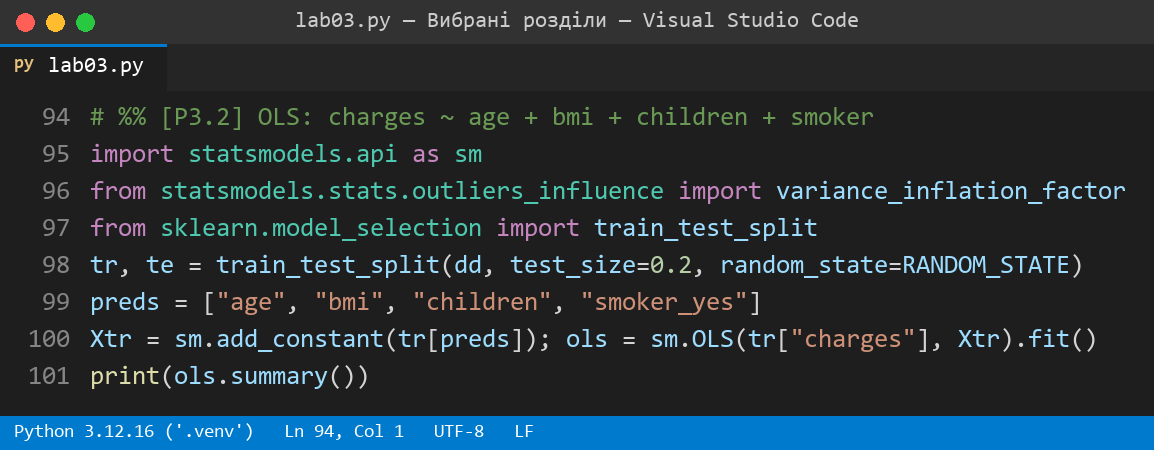 lab03.py — Вибрані розділи — Visual Studio Code
py lab03.py
94 # %% [P3.2] OLS: charges ~ age + bmi + children + smoker
95 import statsmodels.api as sm
96 from statsmodels.stats.outliers_influence import variance_inflation_factor
97 from sklearn.model_selection import train_test_split
98 tr, te = train_test_split(dd, test_size=0.2, random_state=RANDOM_STATE)
99 preds = ["age", "bmi", "children", "smoker_yes"]
100 Xtr = sm.add_constant(tr[preds]); ols = sm.OLS(tr["charges"], Xtr).fit()
101 print(ols.summary())
Python 3.12.16 ('.venv') Ln 94, Col 1 UTF-8 LF